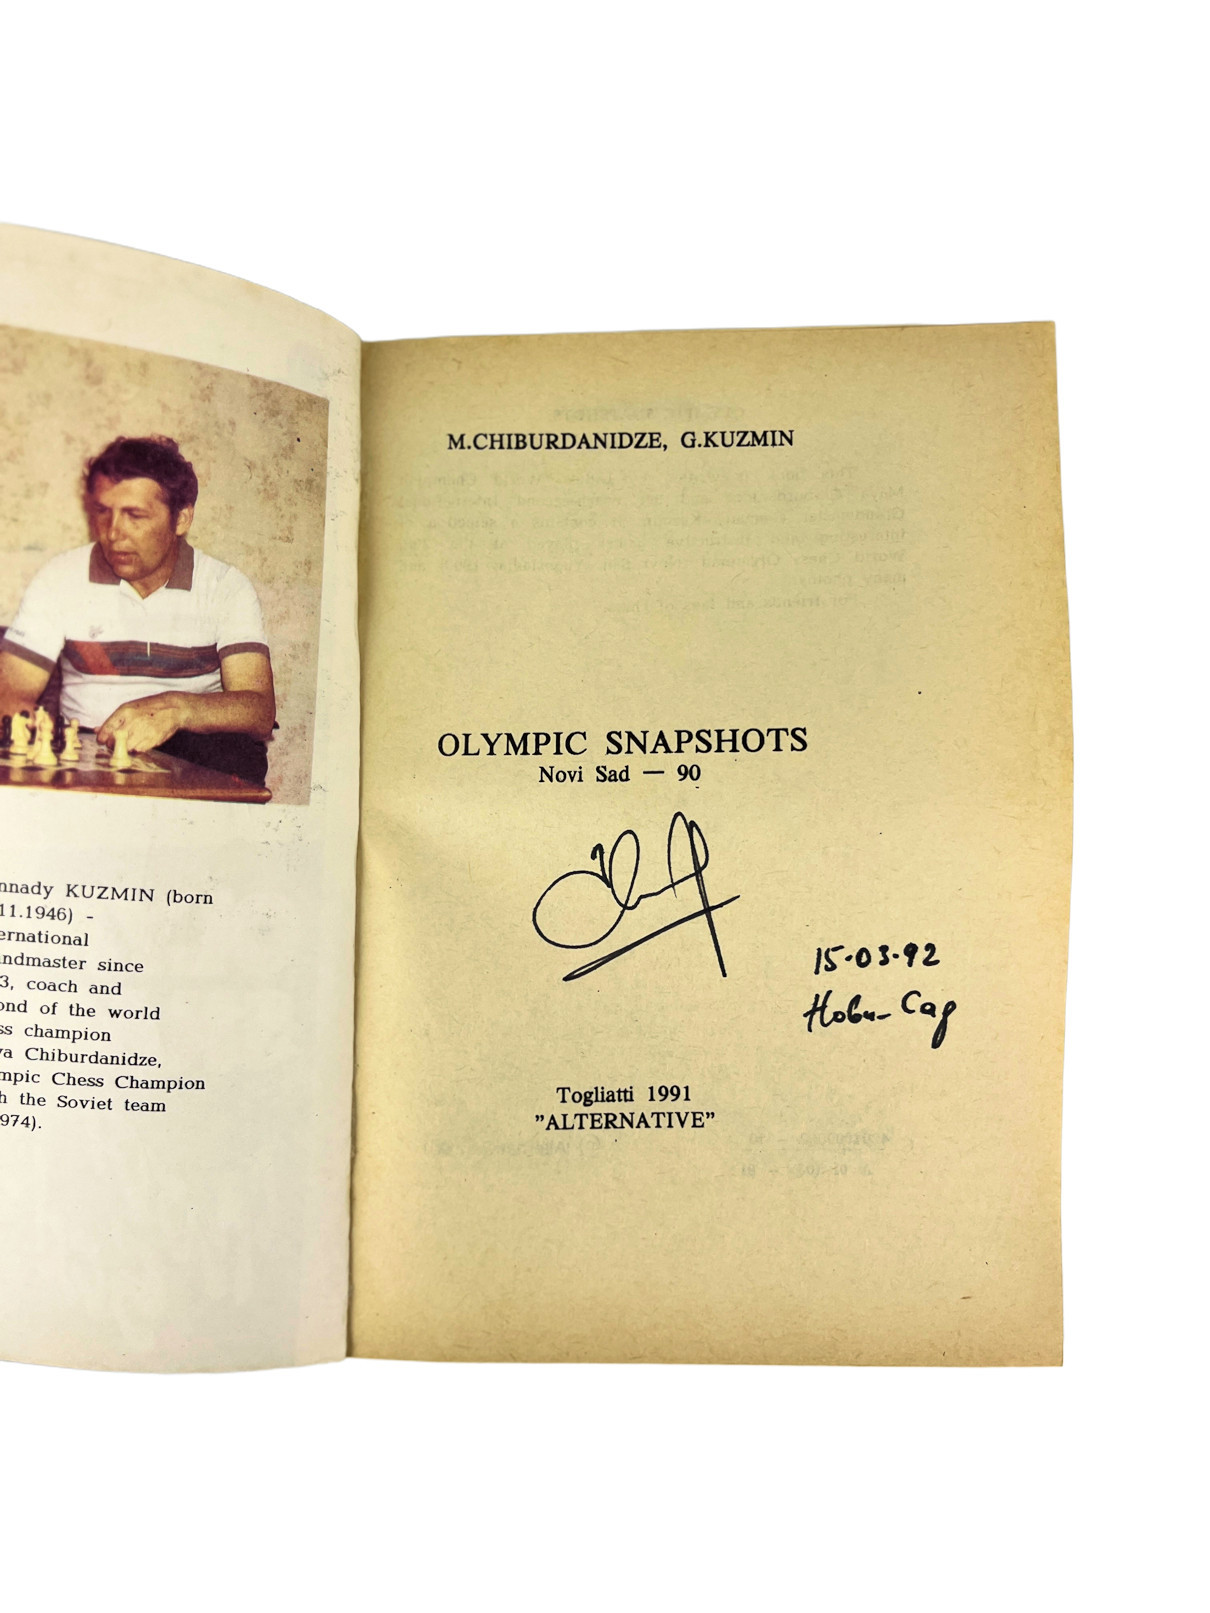 nnady KUZMIN (born
11.1946) -
ernational
ndmaster since
3, coach and
ond of the world
ss champion
a Chiburdanidze,
mpic Chess Champion
h the Soviet team
974).
M.CHIBURDANIDZE, G.KUZMIN
OLYMPIC SNAPSHOTS
Novi Sad — 90
15.03.92
Нови-Сад
Togliatti 1991
"ALTERNATIVE"